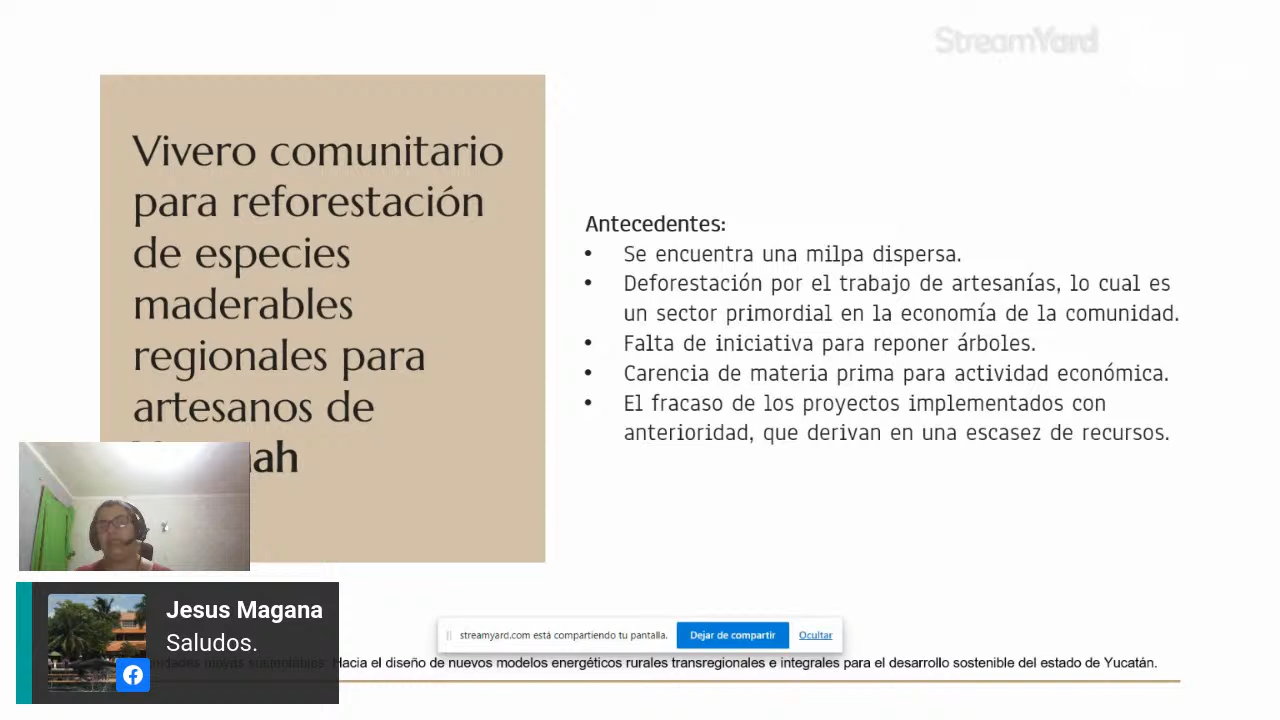 StreamYard
Vivero comunitario
para reforestación
de especies
maderables
regionales para
artesanos de
Antecedentes:
• Se encuentra una milpa dispersa.
• Deforestación por el trabajo de artesanías, lo cual es
un sector primordial en la economía de la comunidad.
• Falta de iniciativa para reponer árboles.
• Carencia de materia prima para actividad económica.
• El fracaso de los proyectos implementados con
anterioridad, que derivan en una escasez de recursos.
Jesus Magana
Saludos.
streamyard.com está compartiendo tu pantalla. Dejar de compartir Ocultar
Hacia el diseño de nuevos modelos energéticos rurales transregionales e integrales para el desarrollo sostenible del estado de Yucatán.